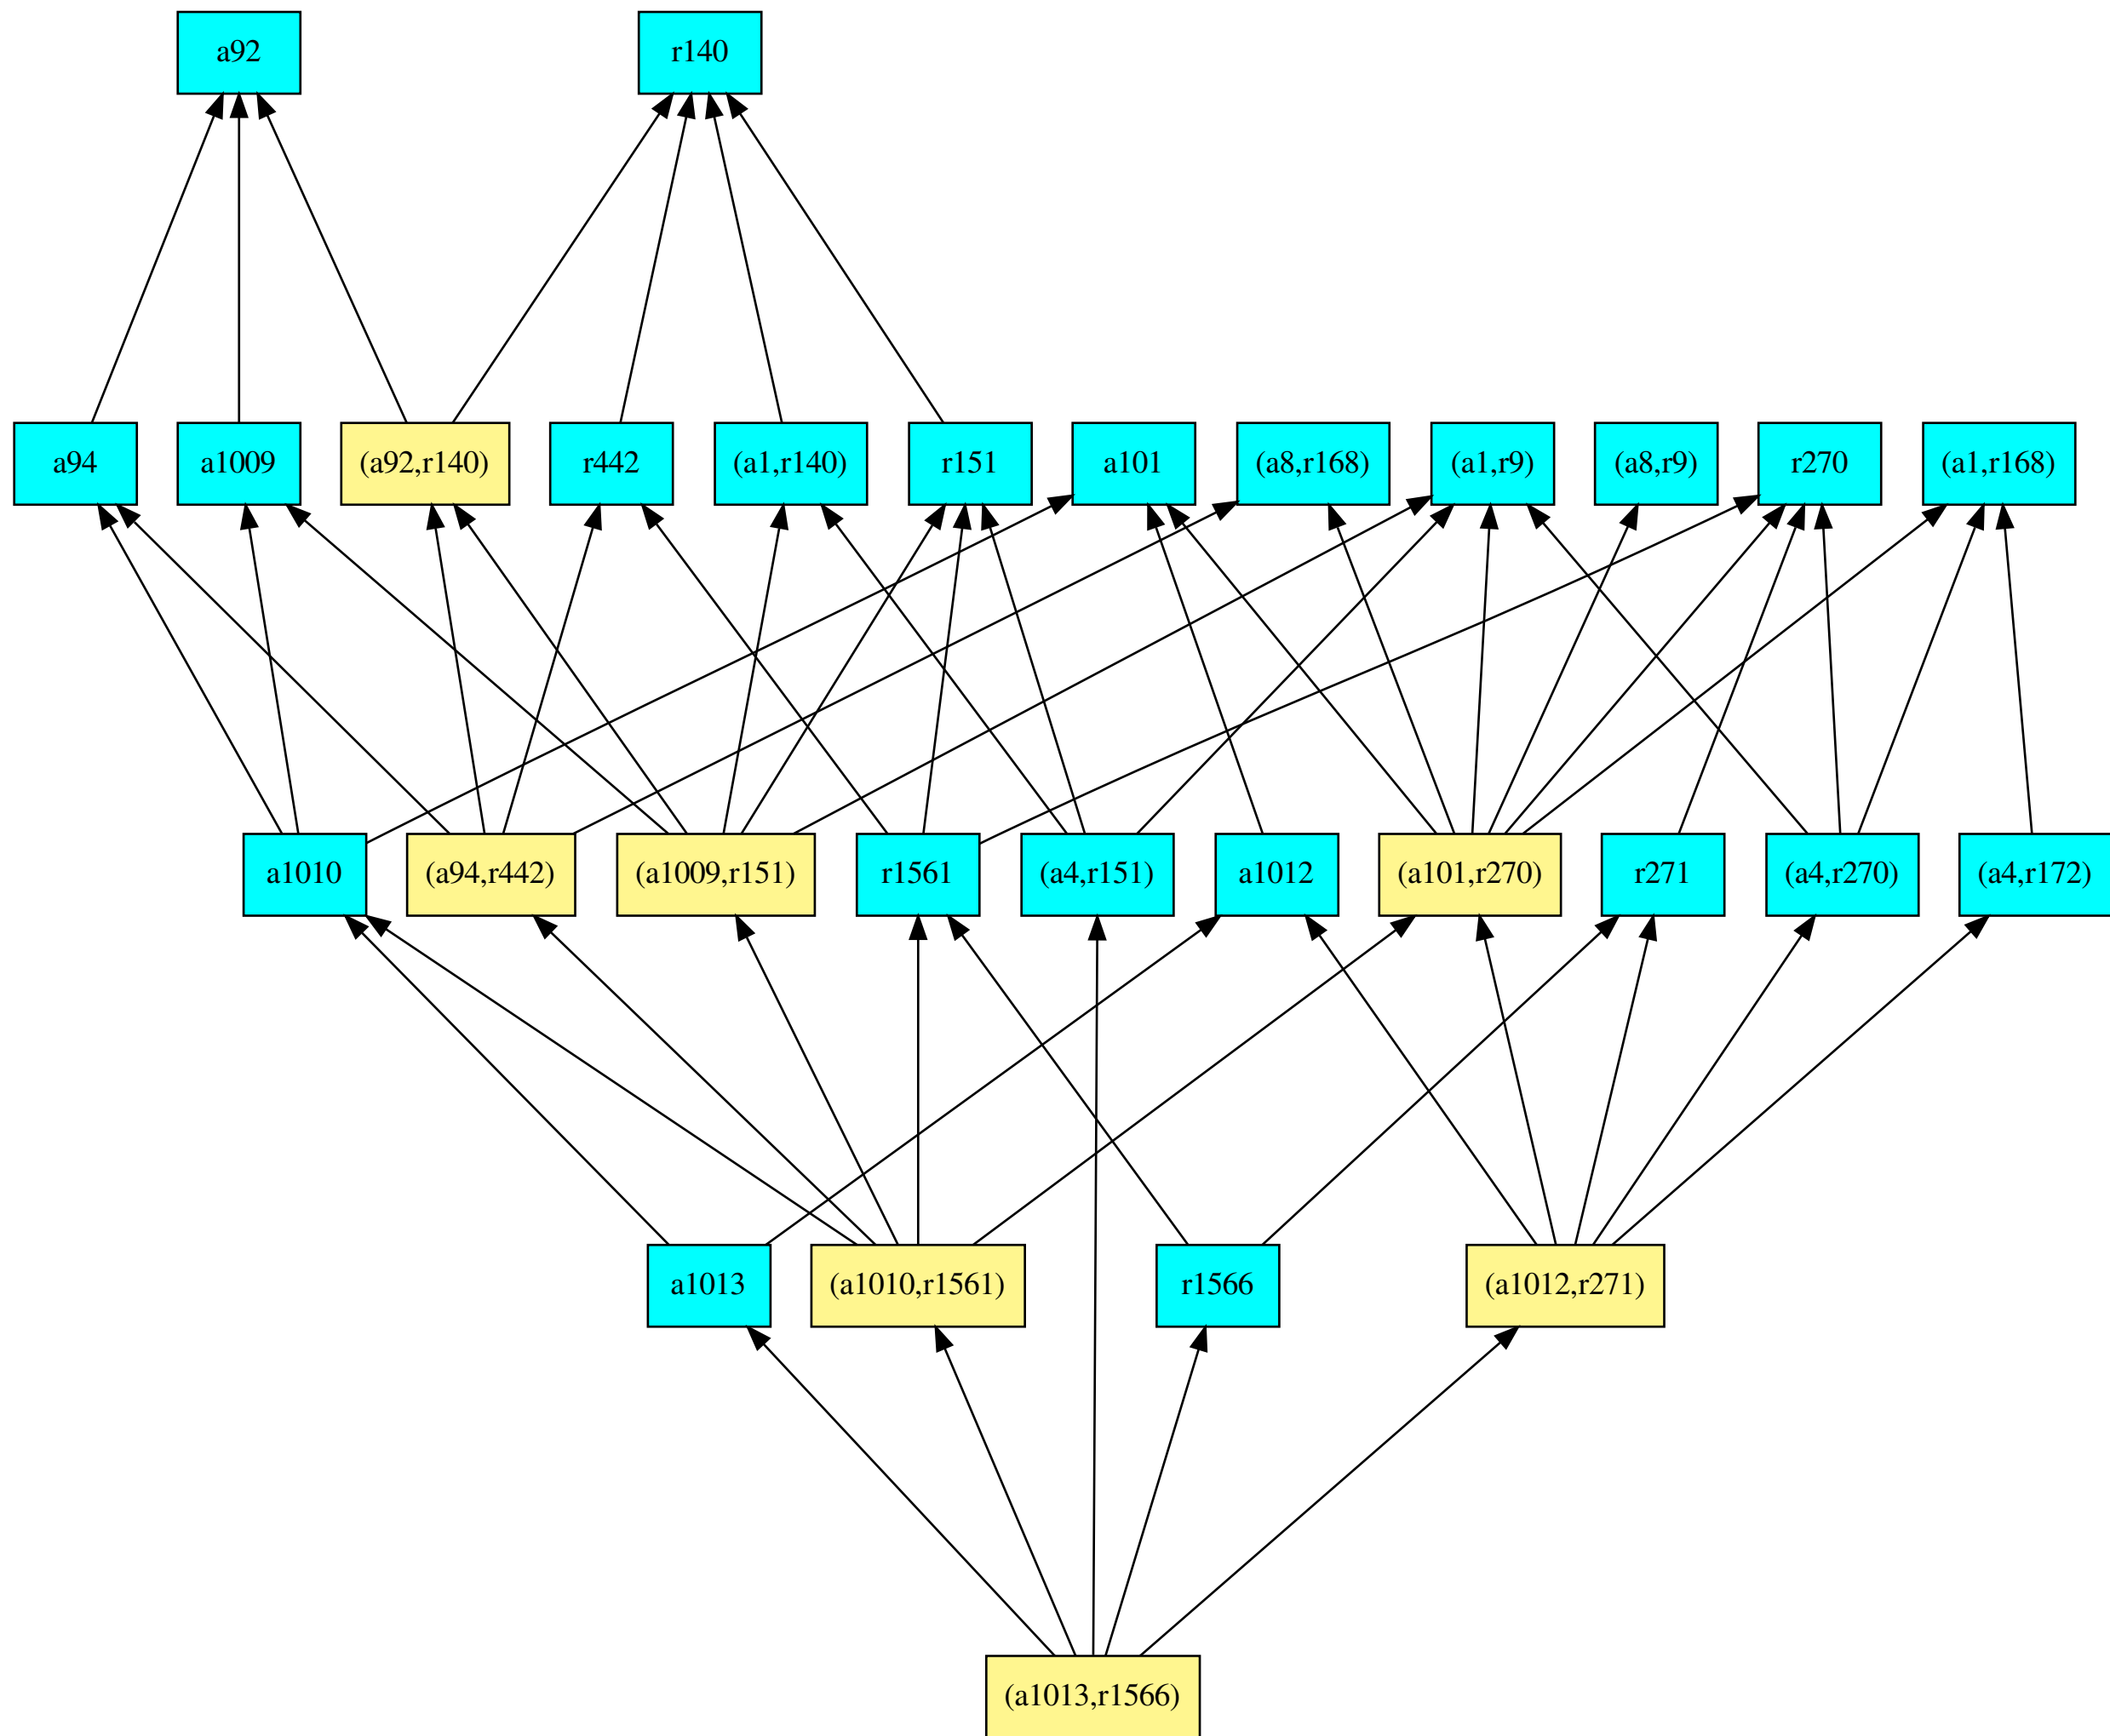 a92
r140
a94
a1009
(a92,r140)
r442
(a1,r140)
r151
a101
(a8,r168)
(a1,r9)
(a8,r9)
r270
(a1,r168)
a1010
(a94,r442)
(a1009,r151)
r1561
(a4,r151)
a1012
(a101,r270)
r271
(a4,r270)
(a4,r172)
a1013
(a1010,r1561)
r1566
(a1012,r271)
(a1013,r1566)